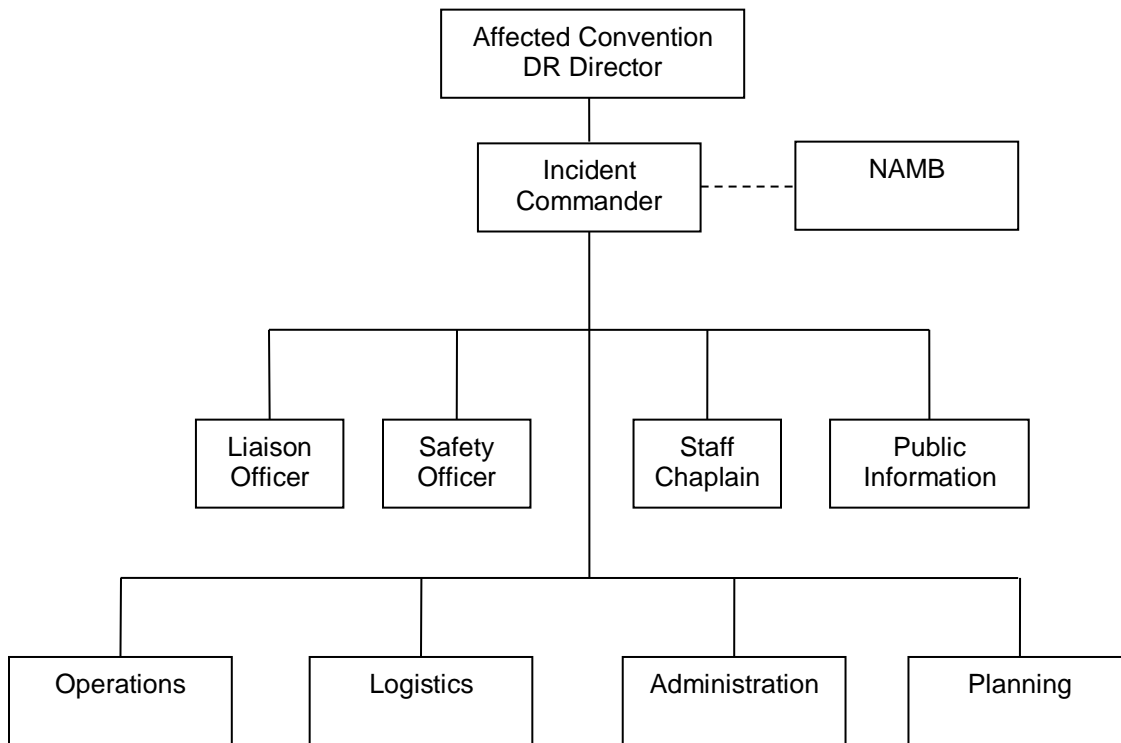 Affected Convention
DR Director
Incident
Commander
NAMB
Liaison
Officer
Safety
Officer
Staff
Chaplain
Public
Information
Operations
Logistics
Administration
Planning